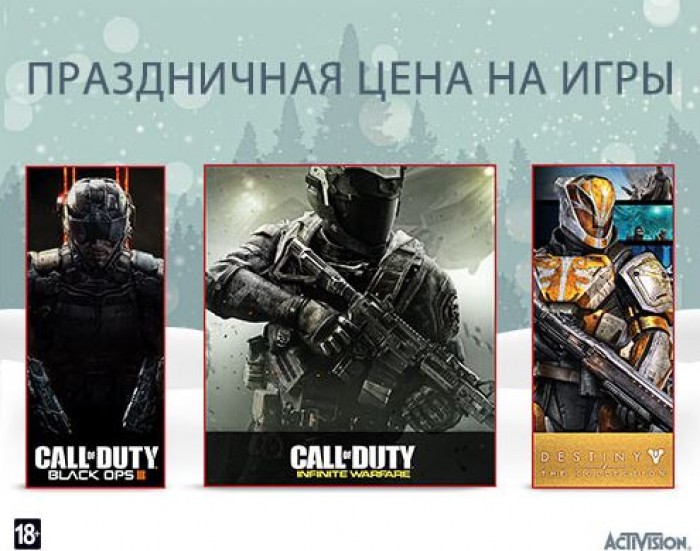 ПРАЗДНИЧНАЯ ЦЕНА НА ИГРЫ
CALL OF DUTY
BLACK OPS III
CALL OF DUTY
INFINITE WARFARE
DESTINY
THE COLLECTION
18+
ACTIVISION.